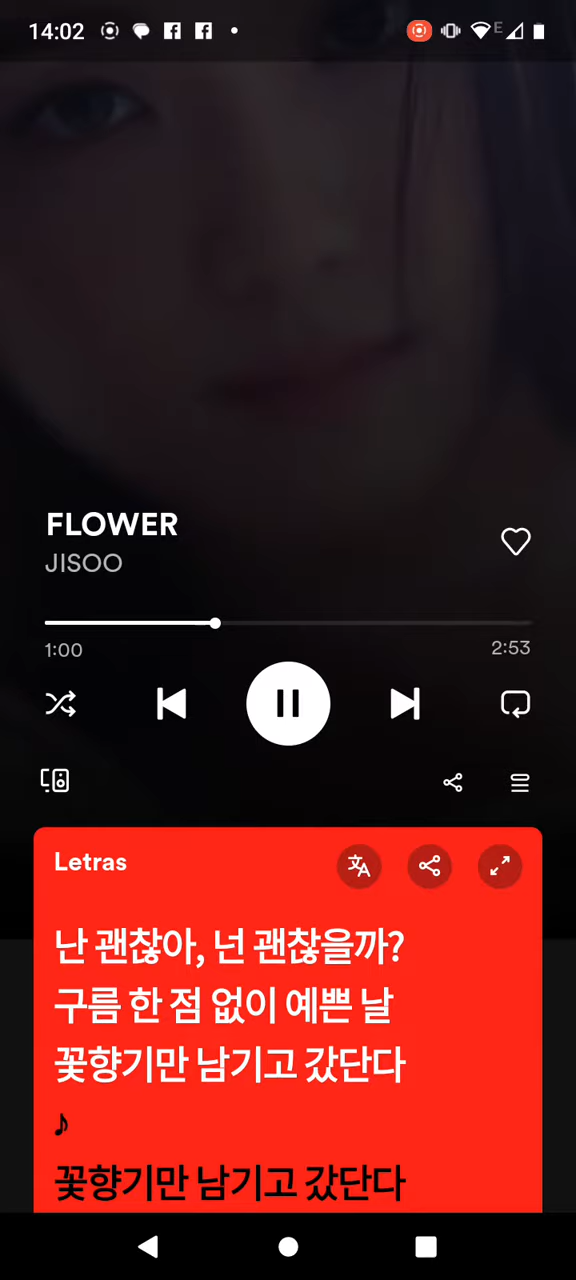 14:02
E
FLOWER
JISOO
1:00
2:53
Letras
난 괜찮아, 넌 괜찮을까?
구름 한 점 없이 예쁜 날
꽃향기만 남기고 갔단다
♪
꽃향기만 남기고 갔단다